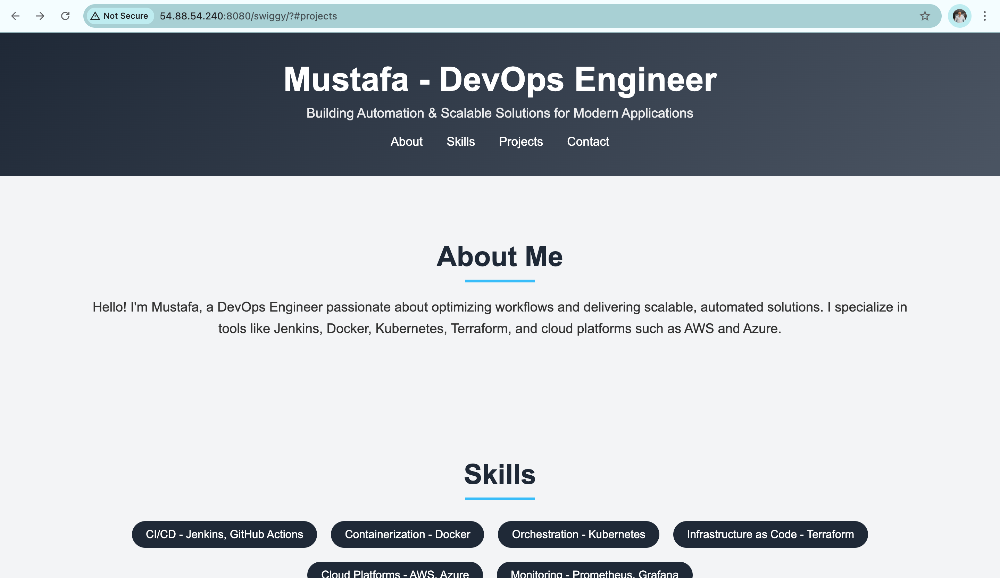 Not Secure 54.88.54.240:8080/swiggy/?#projects
Mustafa - DevOps Engineer
Building Automation & Scalable Solutions for Modern Applications
About Skills Projects Contact
About Me
Hello! I'm Mustafa, a DevOps Engineer passionate about optimizing workflows and delivering scalable, automated solutions. I specialize in
tools like Jenkins, Docker, Kubernetes, Terraform, and cloud platforms such as AWS and Azure.
Skills
CI/CD - Jenkins, GitHub Actions Containerization - Docker Orchestration - Kubernetes Infrastructure as Code - Terraform
Cloud Platforms - AWS, Azure Monitoring - Prometheus, Grafana